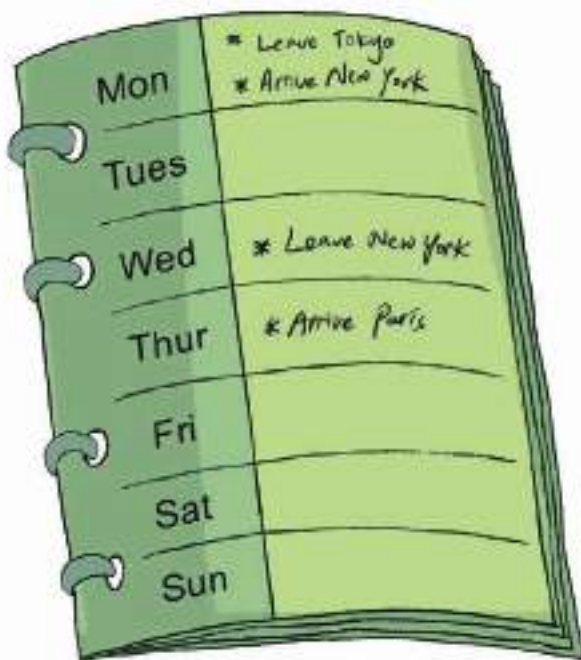 Mon
* Leave Tokyo
* Arrive New York
Tues
Wed
* Leave New York
Thur
* Arrive Paris
Fri
Sat
Sun